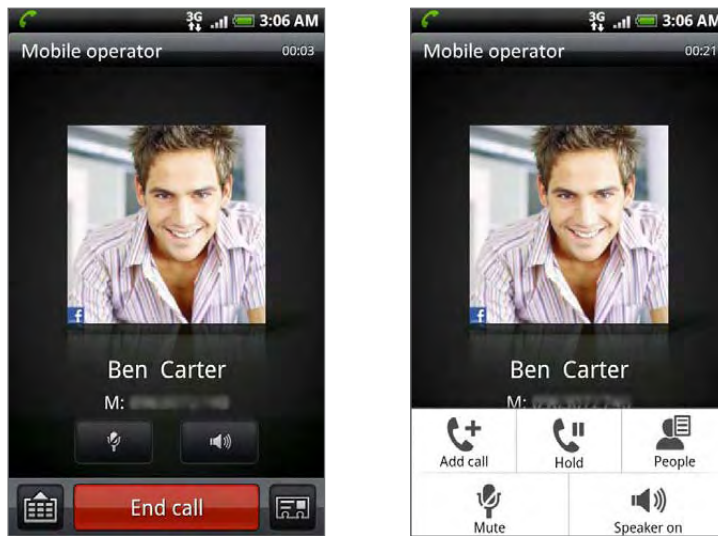 3G 3:06 AM
Mobile operator 00:03
f
Ben Carter
M:
End call
3G 3:06 AM
Mobile operator 00:21
f
Ben Carter
M:
Add call Hold People
Mute Speaker on